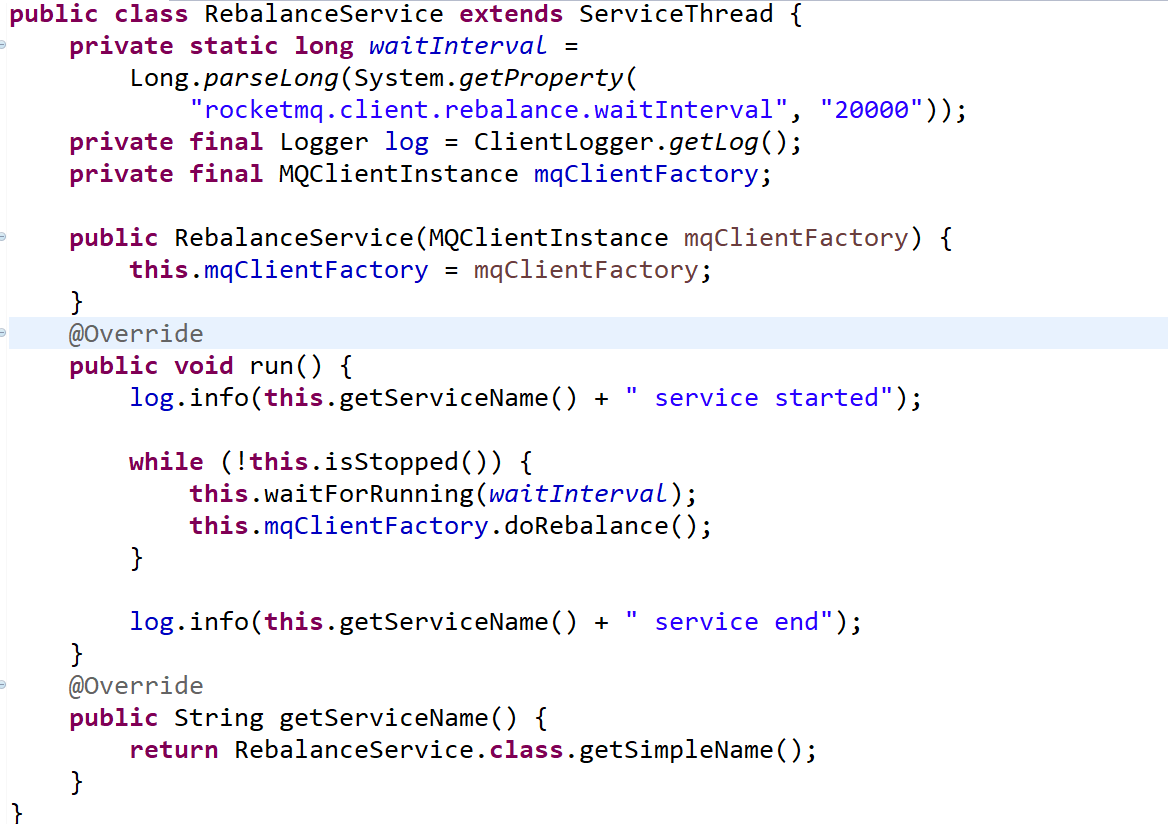 public class RebalanceService extends ServiceThread {
    private static long waitInterval =
        Long.parseLong(System.getProperty(
            "rocketmq.client.rebalance.waitInterval", "20000"));
    private final Logger log = ClientLogger.getLog();
    private final MQClientInstance mqClientFactory;

    public RebalanceService(MQClientInstance mqClientFactory) {
        this.mqClientFactory = mqClientFactory;
    }
    @Override
    public void run() {
        log.info(this.getServiceName() + " service started");

        while (!this.isStopped()) {
            this.waitForRunning(waitInterval);
            this.mqClientFactory.doRebalance();
        }

        log.info(this.getServiceName() + " service end");
    }
    @Override
    public String getServiceName() {
        return RebalanceService.class.getSimpleName();
    }
}